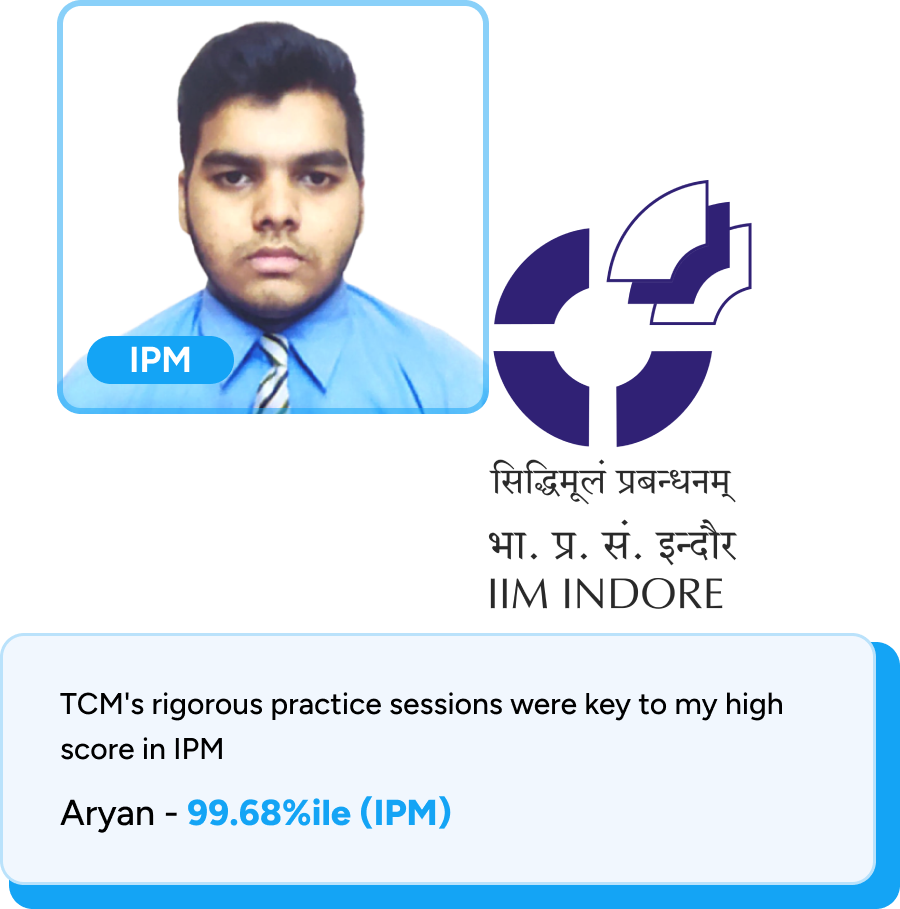 IPM
सिद्धिमूलं प्रबन्धनम्
भा. प्र. सं. इन्दौर
IIM INDORE
TCM's rigorous practice sessions were key to my high
score in IPM
Aryan - 99.68%ile (IPM)